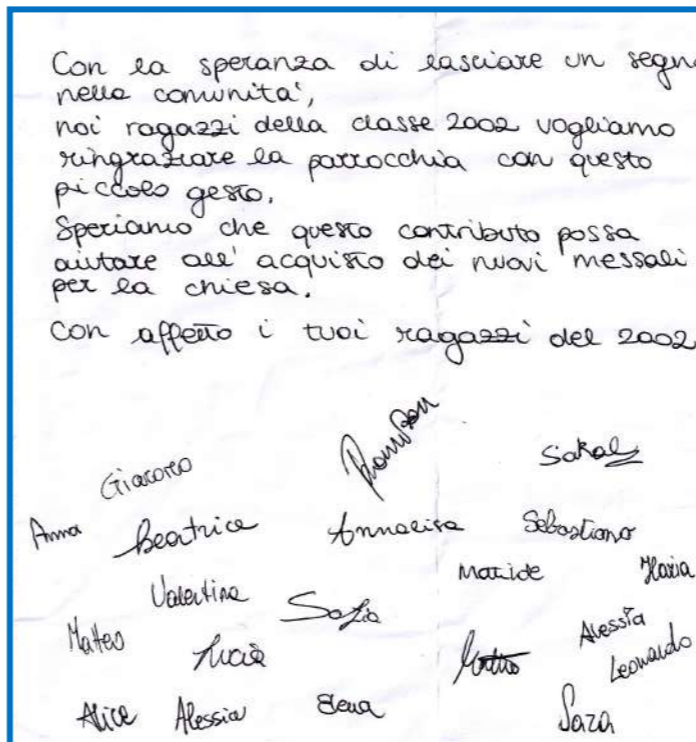 Con la speranza di lasciare un segno
nella comunita',
noi ragazzi della classe 2002 vogliamo
ringraziare la parrocchia con questo
piccolo gesto.
Speriamo che questo contributo possa
aiutare all' acquisto dei nuovi messali
per la chiesa.
Con affetto i tuoi ragazzi del 2002
Giacomo
Anna Beatrice Annalisa Sebastiano
Valentina Matilde Ilaria
Matteo Sofia Alessia
Lucia Leonardo
Alice Alessia Elena Sara